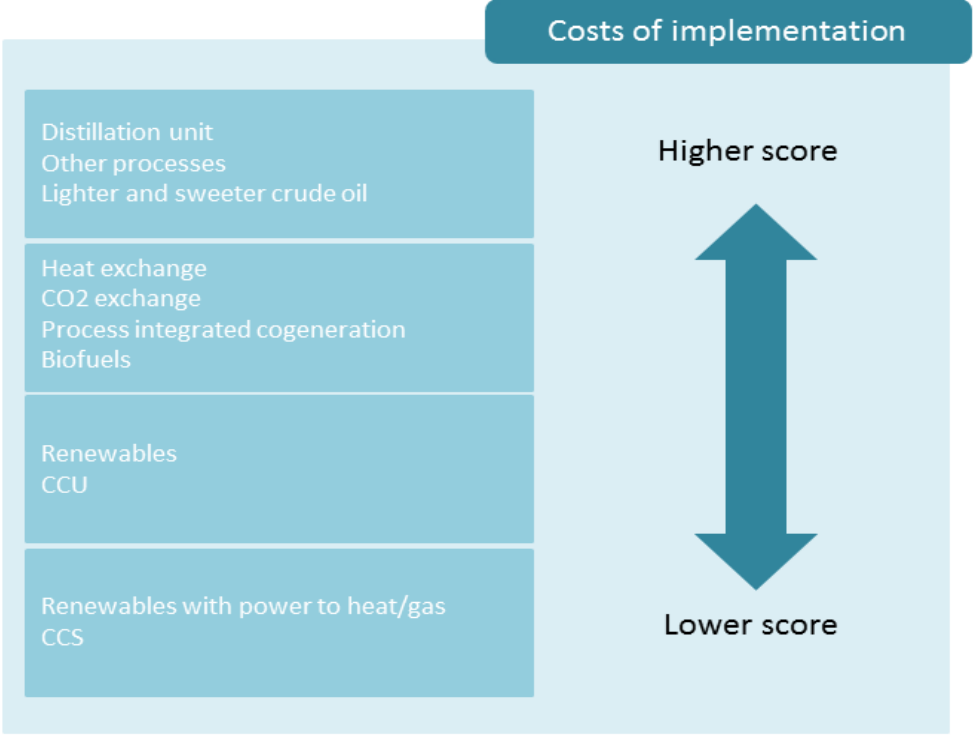 Costs of implementation
Distillation unit
Other processes
Lighter and sweeter crude oil
Higher score
Heat exchange
CO2 exchange
Process integrated cogeneration
Biofuels
Renewables
CCU
Renewables with power to heat/gas
CCS
Lower score